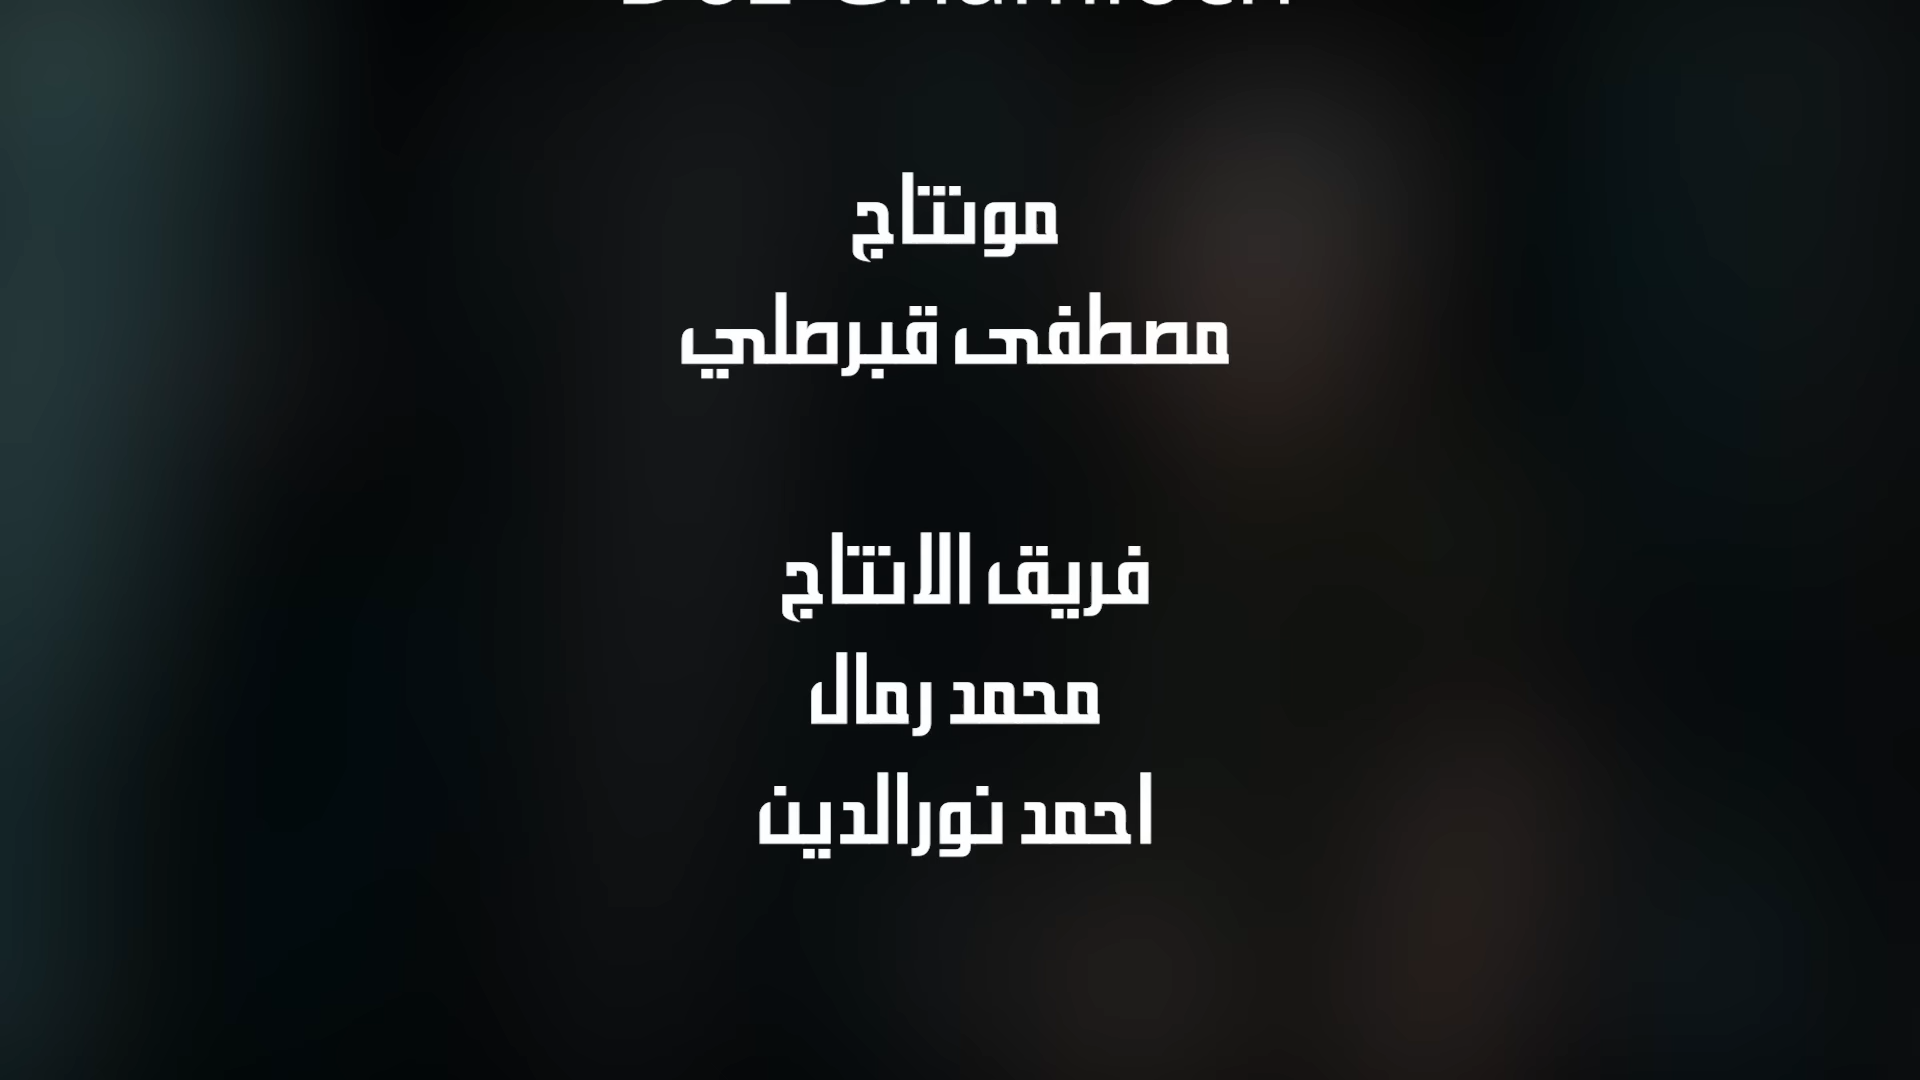 مونتاج
مصطفى قبرصلي
فريق الانتاج
محمد رمال
احمد نورالدين